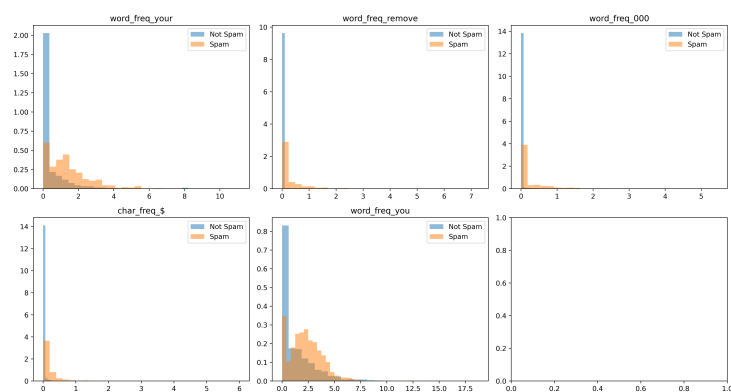 word_freq_your
Not Spam
Spam
2.00
1.75
1.50
1.25
1.00
0.75
0.50
0.25
0.00
0 2 4 6 8 10
word_freq_remove
Not Spam
Spam
10
8
6
4
2
0
0 1 2 3 4 5 6 7
word_freq_000
Not Spam
Spam
14
12
10
8
6
4
2
0
0 1 2 3 4 5
char_freq_$
Not Spam
Spam
14
12
10
8
6
4
2
0
0 1 2 3 4 5 6
word_freq_you
Not Spam
Spam
0.8
0.7
0.6
0.5
0.4
0.3
0.2
0.1
0.0
0.0 2.5 5.0 7.5 10.0 12.5 15.0 17.5
1.0
0.8
0.6
0.4
0.2
0.0
0.0 0.2 0.4 0.6 0.8 1.0